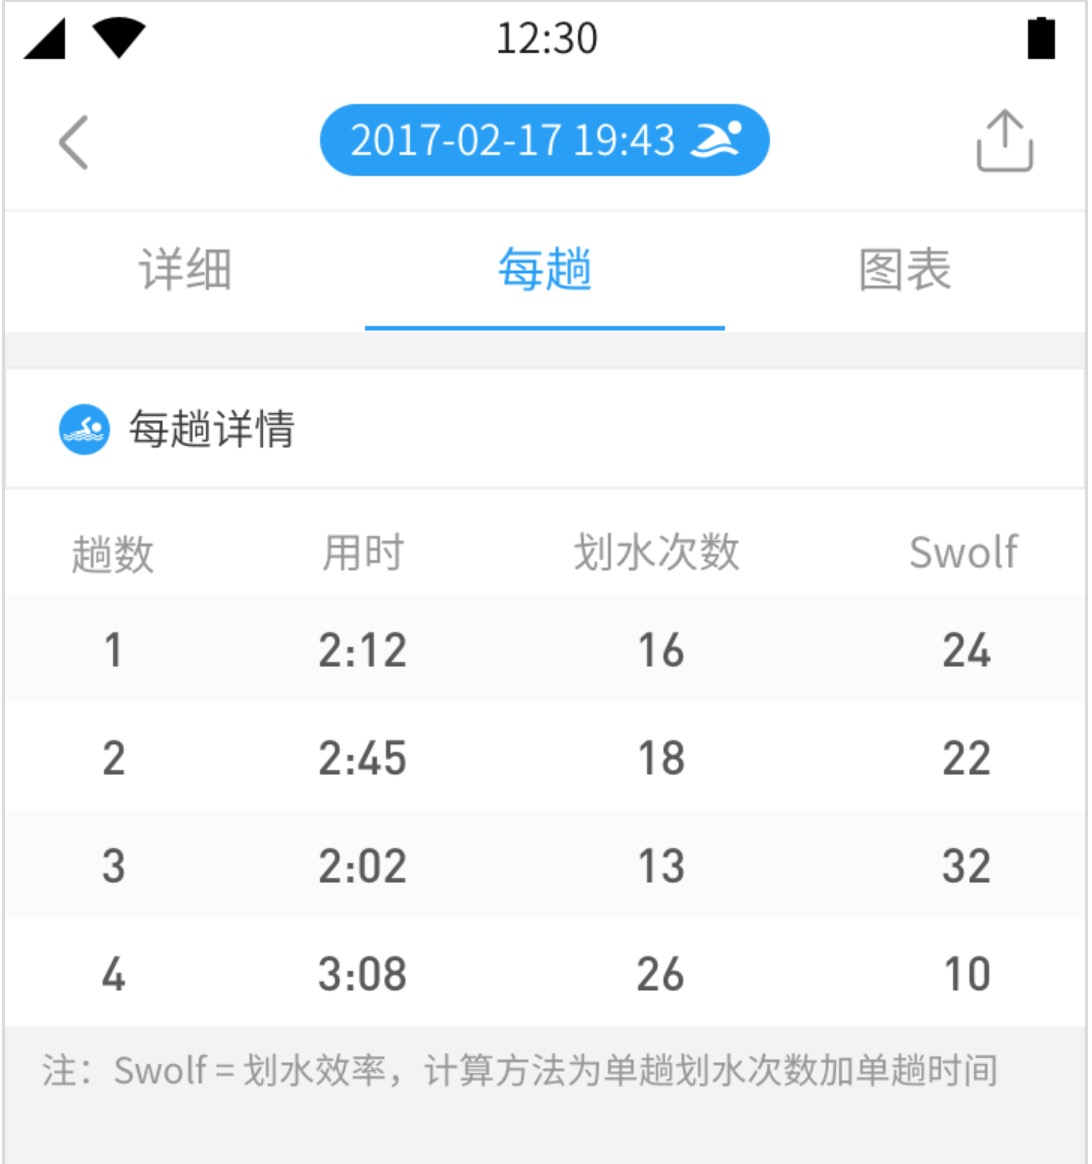 12:30
2017-02-17 19:43
详细 每趟 图表
每趟详情
趟数 用时 划水次数 Swolf
1 2:12 16 24
2 2:45 18 22
3 2:02 13 32
4 3:08 26 10
注：Swolf = 划水效率，计算方法为单趟划水次数加单趟时间